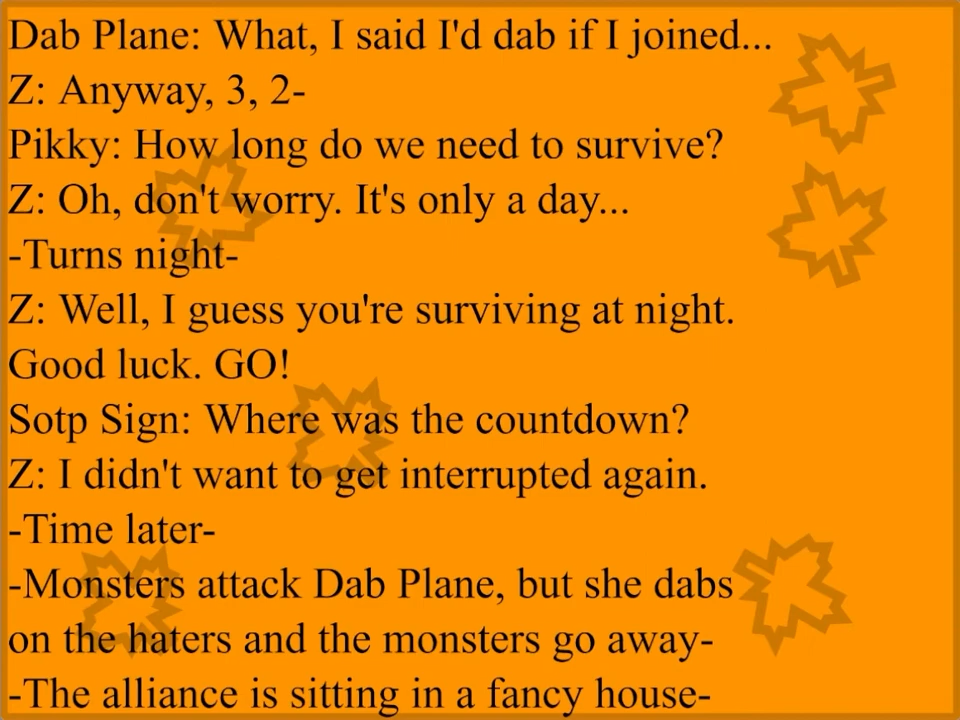 Dab Plane: What, I said I'd dab if I joined...
Z: Anyway, 3, 2-
Pikky: How long do we need to survive?
Z: Oh, don't worry. It's only a day...
-Turns night-
Z: Well, I guess you're surviving at night.
Good luck. GO!
Sotp Sign: Where was the countdown?
Z: I didn't want to get interrupted again.
-Time later-
-Monsters attack Dab Plane, but she dabs
on the haters and the monsters go away-
-The alliance is sitting in a fancy house-